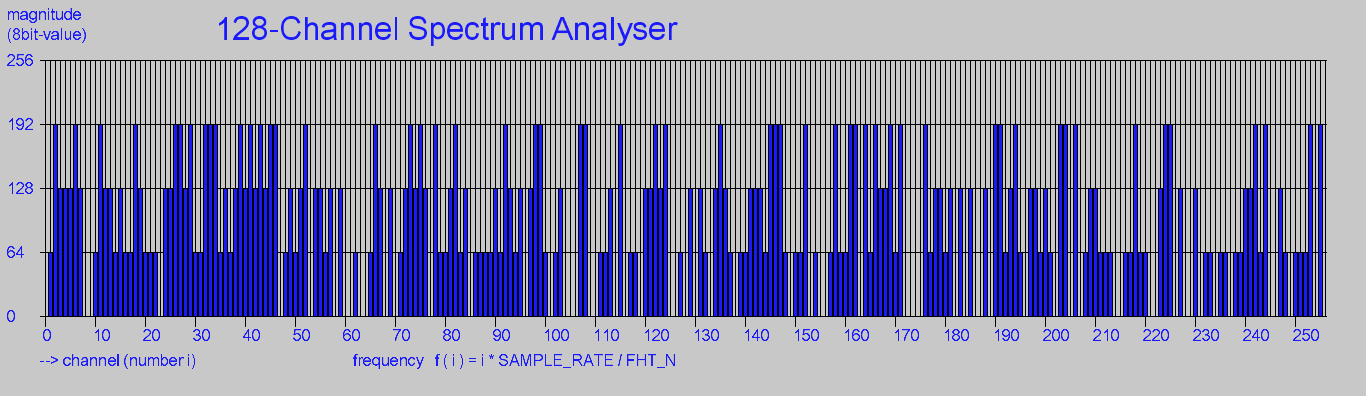 magnitude
(8bit-value)
128-Channel Spectrum Analyser
256
192
128
64
0
0 10 20 30 40 50 60 70 80 90 100 110 120 130 140 150 160 170 180 190 200 210 220 230 240 250
--> channel (number i) frequency f ( i ) = i * SAMPLE_RATE / FHT_N